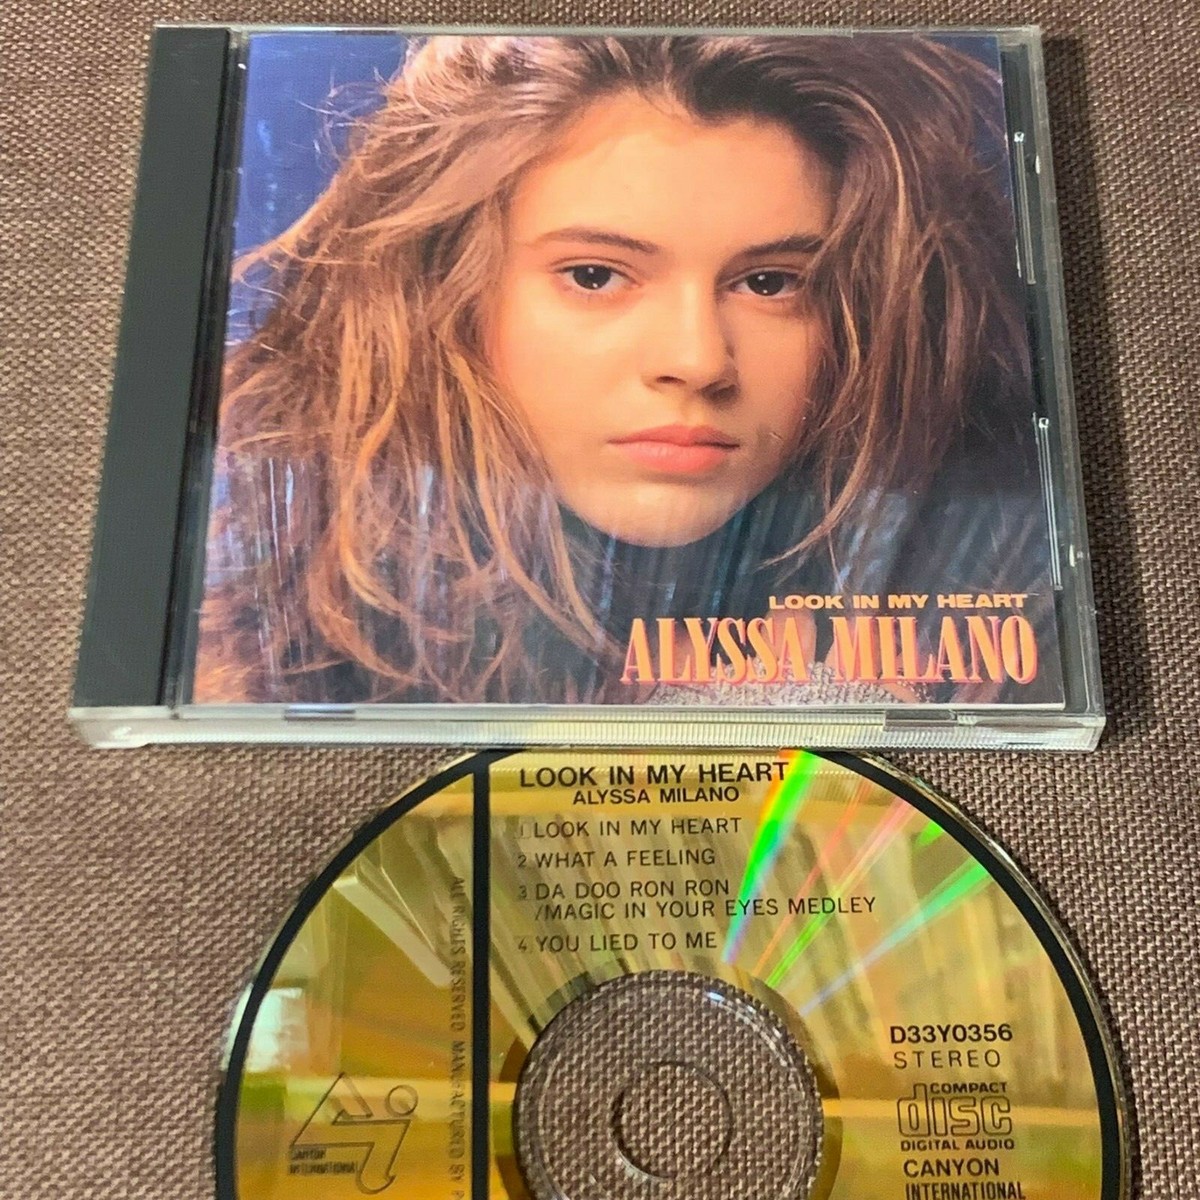 LOOK IN MY HEART
ALYSSA MILANO
LOOK IN MY HEART
ALYSSA MILANO
1 LOOK IN MY HEART
2 WHAT A FEELING
3 DA DOO RON RON
/MAGIC IN YOUR EYES MEDLEY
4. YOU LIED TO ME
ALL RIGHTS RESERVED. MANUFACTURED BY P
D33Y0356
STEREO
COMPACT
disc
DIGITAL AUDIO
CANYON
INTERNATIONAL
CANYON
INTERNATIONAL